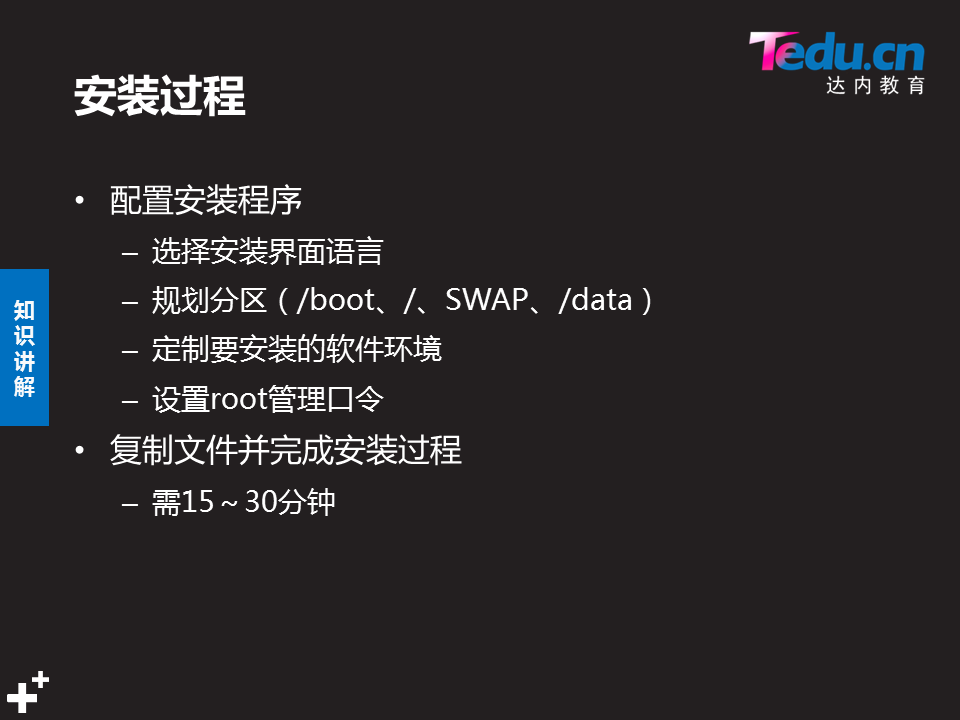 Tedu.cn
达内教育
安装过程
• 配置安装程序
– 选择安装界面语言
– 规划分区（/boot、/、SWAP、/data）
– 定制要安装的软件环境
– 设置root管理口令
• 复制文件并完成安装过程
– 需15～30分钟
知识讲解